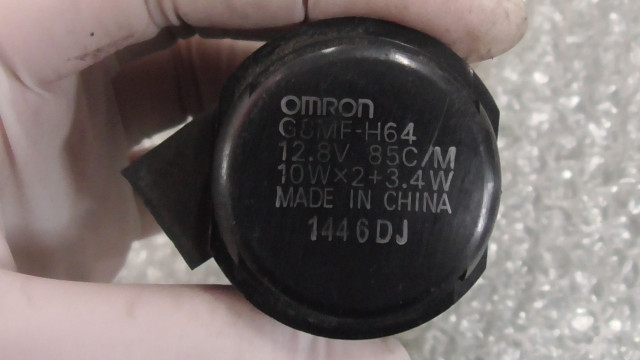 OMRON
G8MF-H64
12.8V 85C/M
10W×2+3.4W
MADE IN CHINA
1446DJ